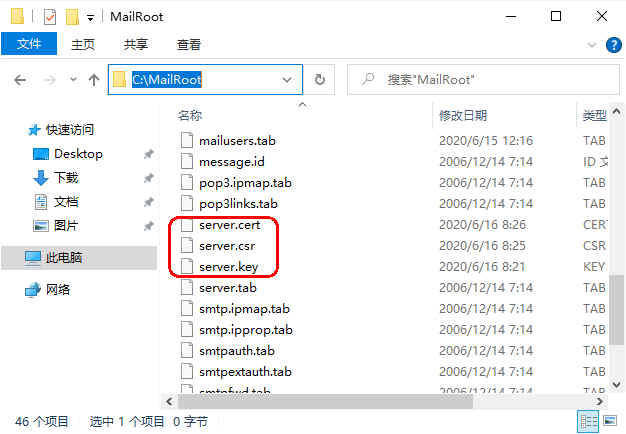 MailRoot
文件 主页 共享 查看
C:\MailRoot 搜索"MailRoot"
名称 修改日期 类型
快速访问
Desktop
下载
文档
图片
此电脑
网络
mailusers.tab 2020/6/15 12:16 TAB
message.id 2006/12/14 7:14 ID 文
pop3.ipmap.tab 2006/12/14 7:14 TAB
pop3links.tab 2006/12/14 7:14 TAB
server.cert 2020/6/16 8:26 CERT
server.csr 2020/6/16 8:25 CSR
server.key 2020/6/16 8:21 KEY
server.tab 2006/12/14 7:14 TAB
smtp.ipmap.tab 2006/12/14 7:14 TAB
smtp.ipprop.tab 2006/12/14 7:14 TAB
smtpauth.tab 2006/12/14 7:14 TAB
smtpextauth.tab 2006/12/14 7:14 TAB
smtpfwd.tab 2006/12/14 7:14 TAB
46 个项目 选中 1 个项目 0 字节